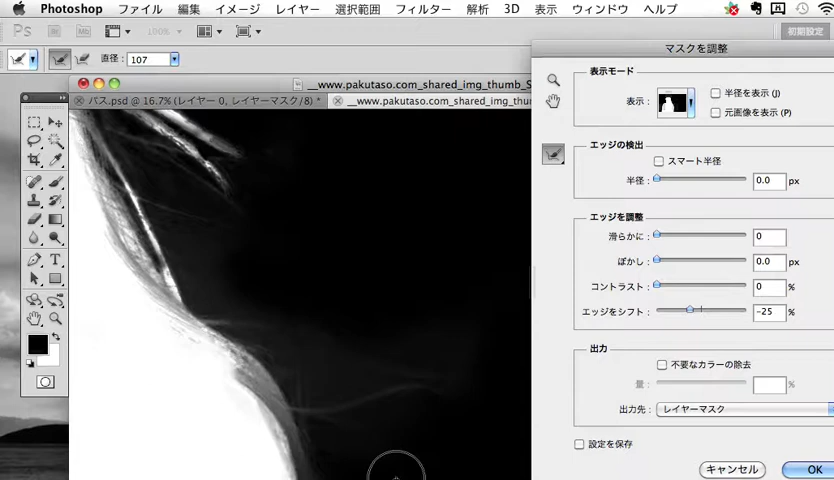 Photoshop ファイル 編集 イメージ レイヤー 選択範囲 フィルター 解析 3D 表示 ウィンドウ ヘルプ
Ps Br Mb 100% 初期設定
直径: 107
マスクを調整
__www.pakutaso.com_shared_img_thumb_S
パス.psd @ 16.7% (レイヤー 0, レイヤーマスク/8) *
__www.pakutaso.com_shared_img_thu
表示モード
表示:
半径を表示 (J)
元画像を表示 (P)
エッジの検出
スマート半径
半径: 0.0 px
エッジを調整
滑らかに: 0
ぼかし: 0.0 px
コントラスト: 0 %
エッジをシフト: -25 %
出力
不要なカラーの除去
量: %
出力先: レイヤーマスク
設定を保存
キャンセル OK